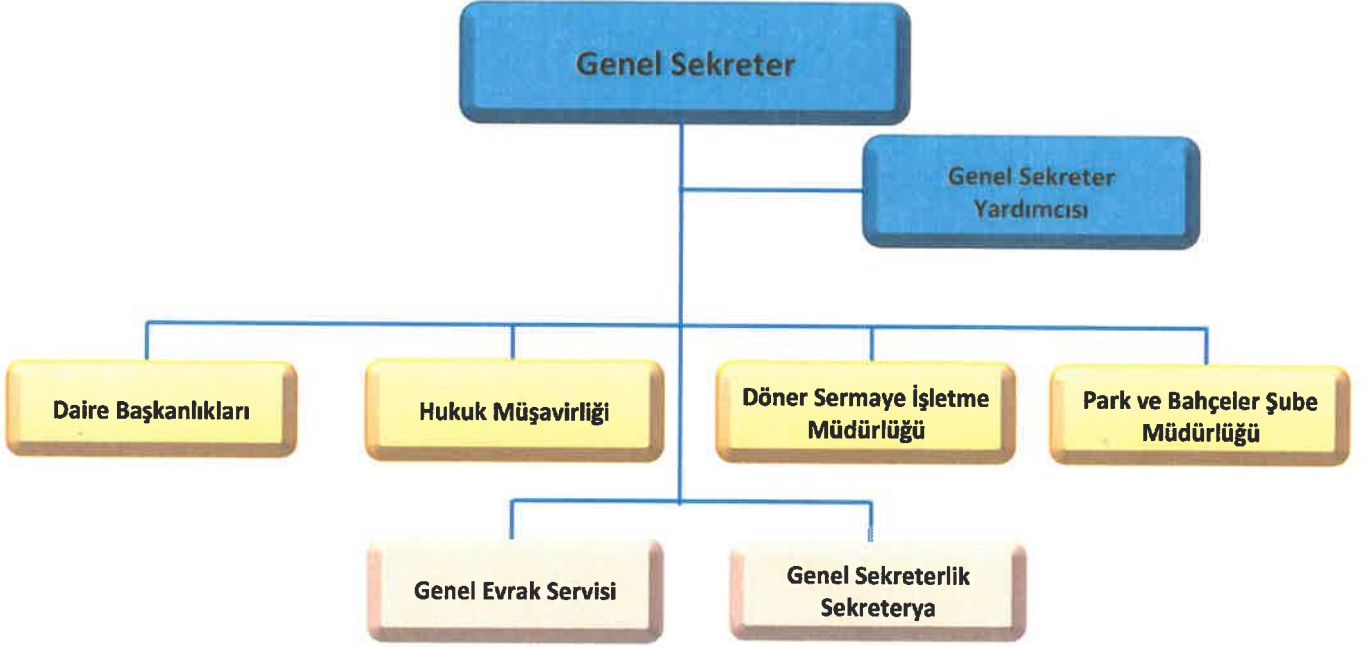 Genel Sekreter
Genel Sekreter
Yardımcısı
Daire Başkanlıkları
Hukuk Müşavirliği
Döner Sermaye İşletme
Müdürlüğü
Park ve Bahçeler Şube
Müdürlüğü
Genel Evrak Servisi
Genel Sekreterlik
Sekreterya